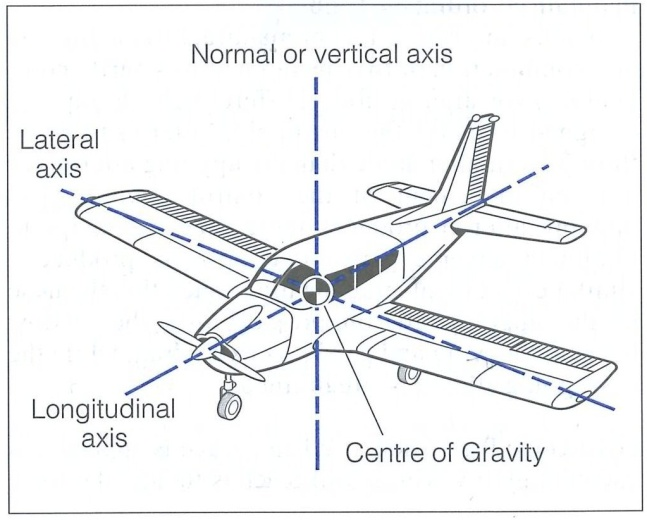 Normal or vertical axis
Lateral
axis
Longitudinal
axis
Centre of Gravity